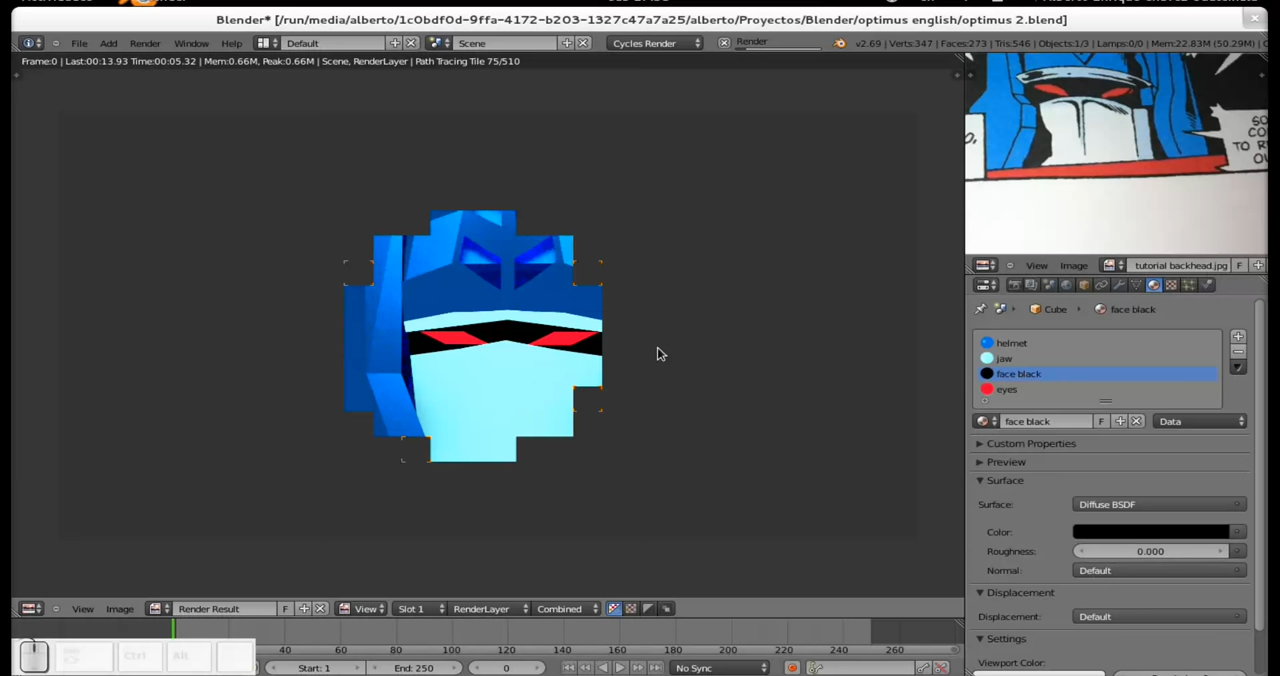 Blender* [/run/media/alberto/1c0bdf0d-9ffa-4172-b203-1327c47a7a25/alberto/Proyectos/Blender/optimus english/optimus 2.blend]
File Add Render Window Help Default Scene Cycles Render Render v2.69 | Verts:347 | Faces:273 | Tris:546 | Objects:1/3 | Lamps:0/0 | Mem:22.83M (50.29M) |
Frame:0 | Last:00:13.93 Time:00:05.32 | Mem:0.66M, Peak:0.66M | Scene, RenderLayer | Path Tracing Tile 75/510
SO
CO
TO R
O,
View Image tutorial backhead.jpg F
Cube face black
helmet
jaw
face black
eyes
face black F Data
Custom Properties
Preview
Surface
Surface: Diffuse BSDF
Color:
Roughness: 0.000
Normal: Default
Displacement
Displacement: Default
Settings
Viewport Color:
View Image Render Result F View Slot 1 RenderLayer Combined
40 60 80 100 120 140 160 180 200 220 240 260
Ctrl Alt
Start: 1 End: 250 0 No Sync